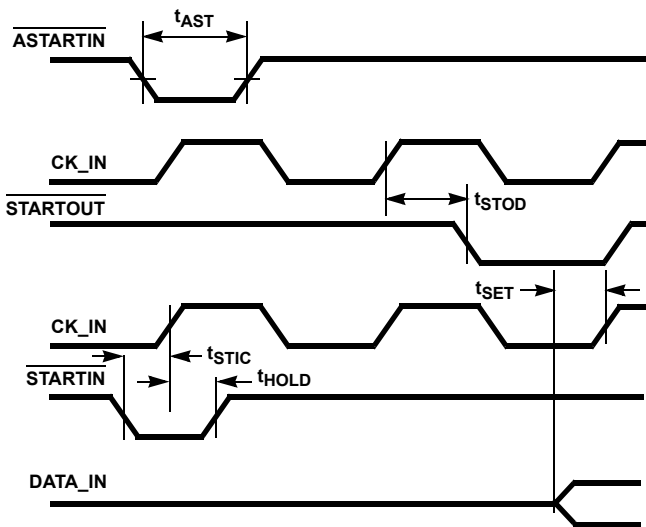 tAST
ASTARTIN
CK_IN
tSTOD
STARTOUT
tSET
CK_IN
tSTIC
STARTIN
tHOLD
DATA_IN